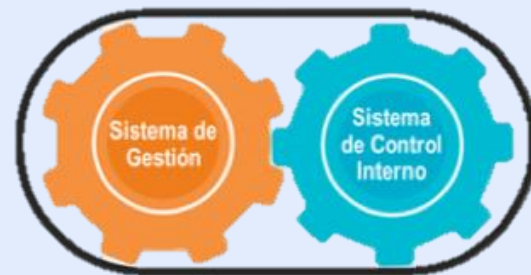 Sistema de
Gestión
Sistema
de Control
Interno